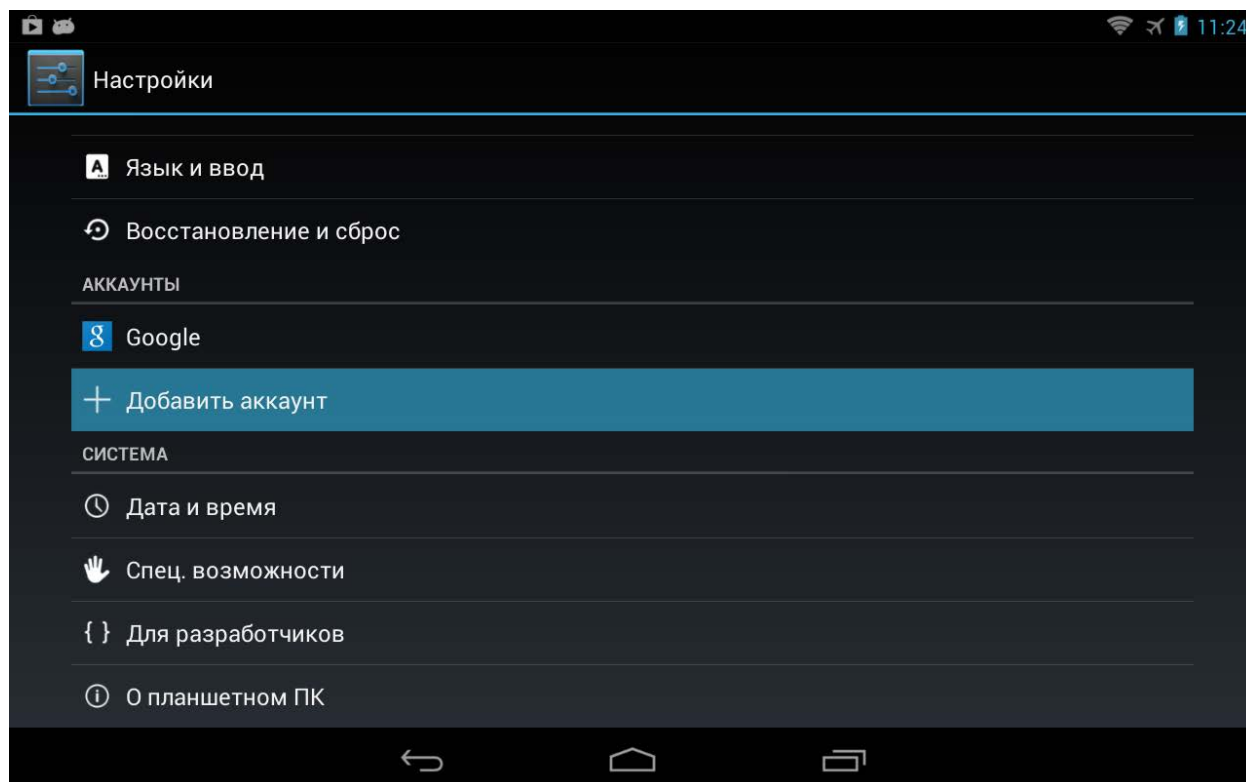 11:24
Настройки
Язык и ввод
Восстановление и сброс
АККАУНТЫ
8 Google
+ Добавить аккаунт
СИСТЕМА
Дата и время
Спец. возможности
{ } Для разработчиков
О планшетном ПК